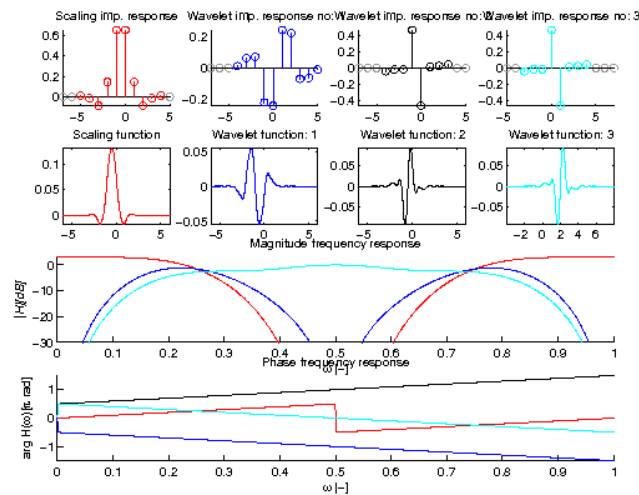 Scaling imp. response
Wavelet imp. response no: 1
Wavelet imp. response no: 2
Wavelet imp. response no: 3
0.6
0.4
0.2
0
−5 0 5
0.2
0
−0.2
−5 0 5
0.4
0.2
0
−0.2
−0.4
−5 0 5
0.4
0.2
0
−0.2
−0.4
−5 0 5
Scaling function
Wavelet function: 1
Wavelet function: 2
Wavelet function: 3
0.1
0.05
0
−5 0 5
0.05
0
−0.05
−5 0 5
0.05
0
−0.05
−5 0 5
0.05
0
−0.05
−2 0 2 4 6
Magnitude frequency response
|H|[dB]
0
−10
−20
−30
0 0.1 0.2 0.3 0.4 0.5 0.6 0.7 0.8 0.9 1
ω [−]
Phase frequency response
arg H(ω)[π rad]
1
0
−1
0 0.1 0.2 0.3 0.4 0.5 0.6 0.7 0.8 0.9 1
ω [−]